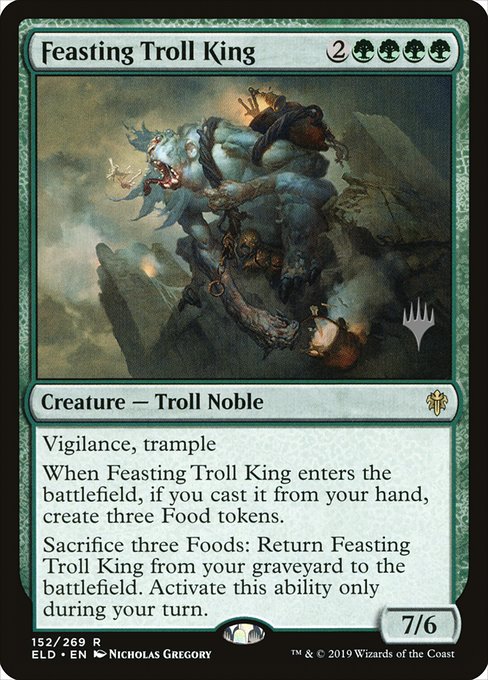 Feasting Troll King 2
Creature — Troll Noble
Vigilance, trample
When Feasting Troll King enters the
battlefield, if you cast it from your hand,
create three Food tokens.
Sacrifice three Foods: Return Feasting
Troll King from your graveyard to the
battlefield. Activate this ability only
during your turn.
7/6
152/269 R
ELD • EN Nicholas Gregory
™ & © 2019 Wizards of the Coast